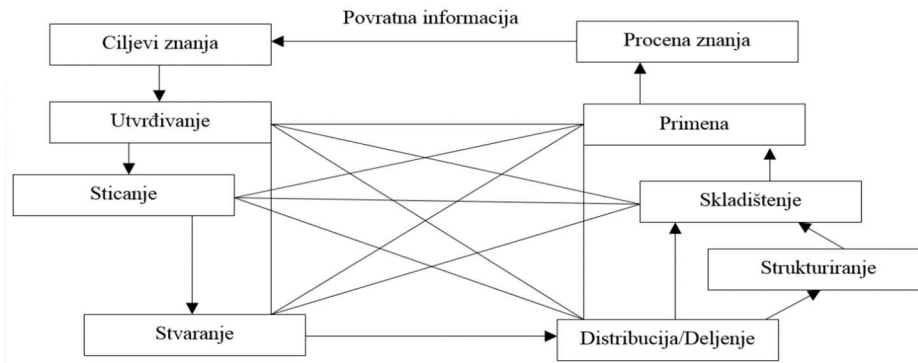 Povratna informacija
Ciljevi znanja
Procena znanja
Utvrđivanje
Primena
Sticanje
Skladištenje
Strukturiranje
Stvaranje
Distribucija/Deljenje